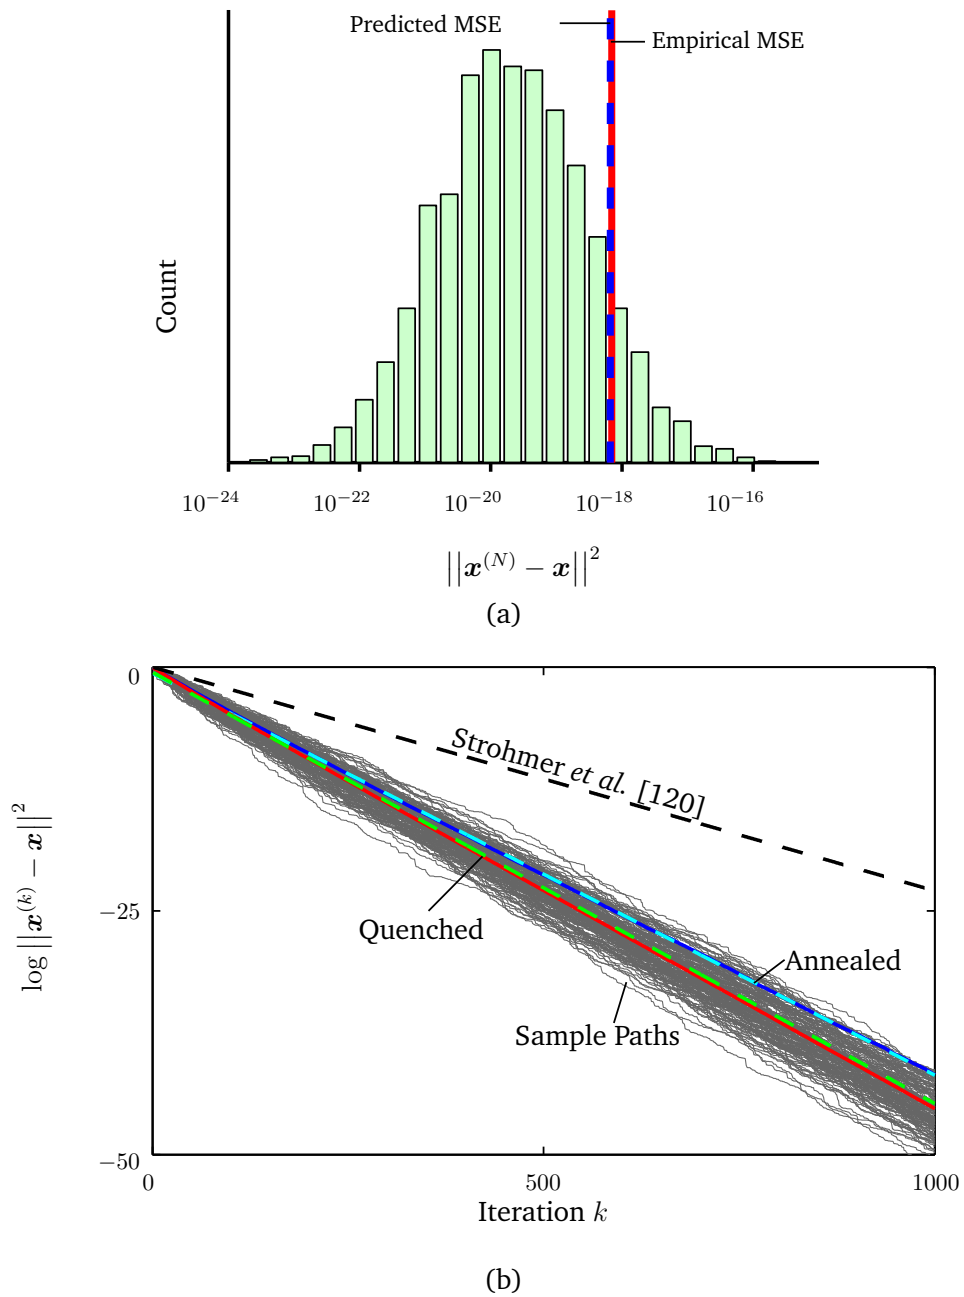 Predicted MSE
Empirical MSE
Count
10^{-24} 10^{-22} 10^{-20} 10^{-18} 10^{-16}
||x^{(N)} − x||^2
(a)
0
−25
−50
log ||x^{(k)} − x||^2
Strohmer et al. [120]
Quenched
Annealed
Sample Paths
0 500 1000
Iteration k
(b)